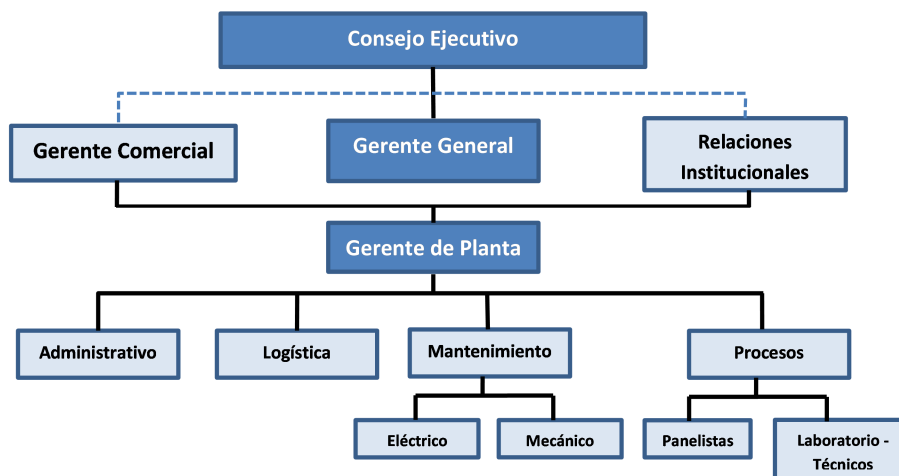 Consejo Ejecutivo
Gerente Comercial
Gerente General
Relaciones
Institucionales
Gerente de Planta
Administrativo
Logística
Mantenimiento
Procesos
Eléctrico
Mecánico
Panelistas
Laboratorio -
Técnicos